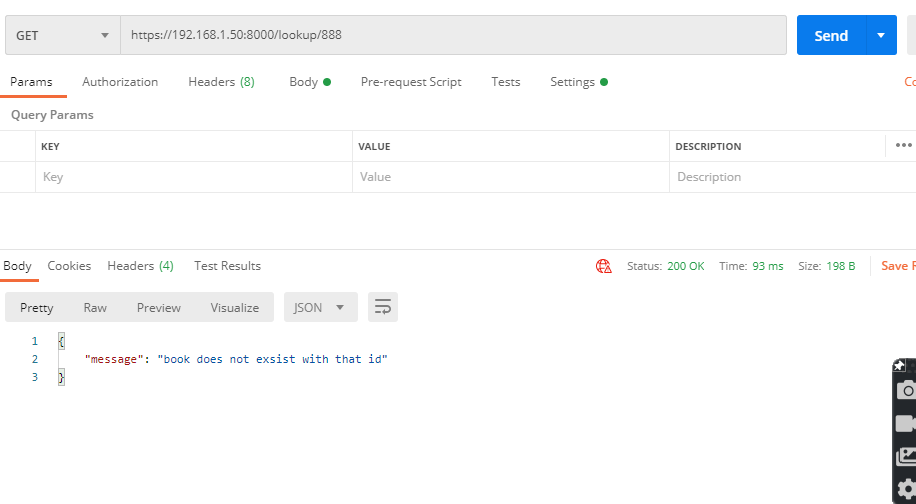 GET https://192.168.1.50:8000/lookup/888 Send
Params Authorization Headers (8) Body Pre-request Script Tests Settings Co
Query Params
KEY VALUE DESCRIPTION
Key Value Description
Body Cookies Headers (4) Test Results Status: 200 OK Time: 93 ms Size: 198 B Save
Pretty Raw Preview Visualize JSON
1 {
2 "message": "book does not exsist with that id"
3 }